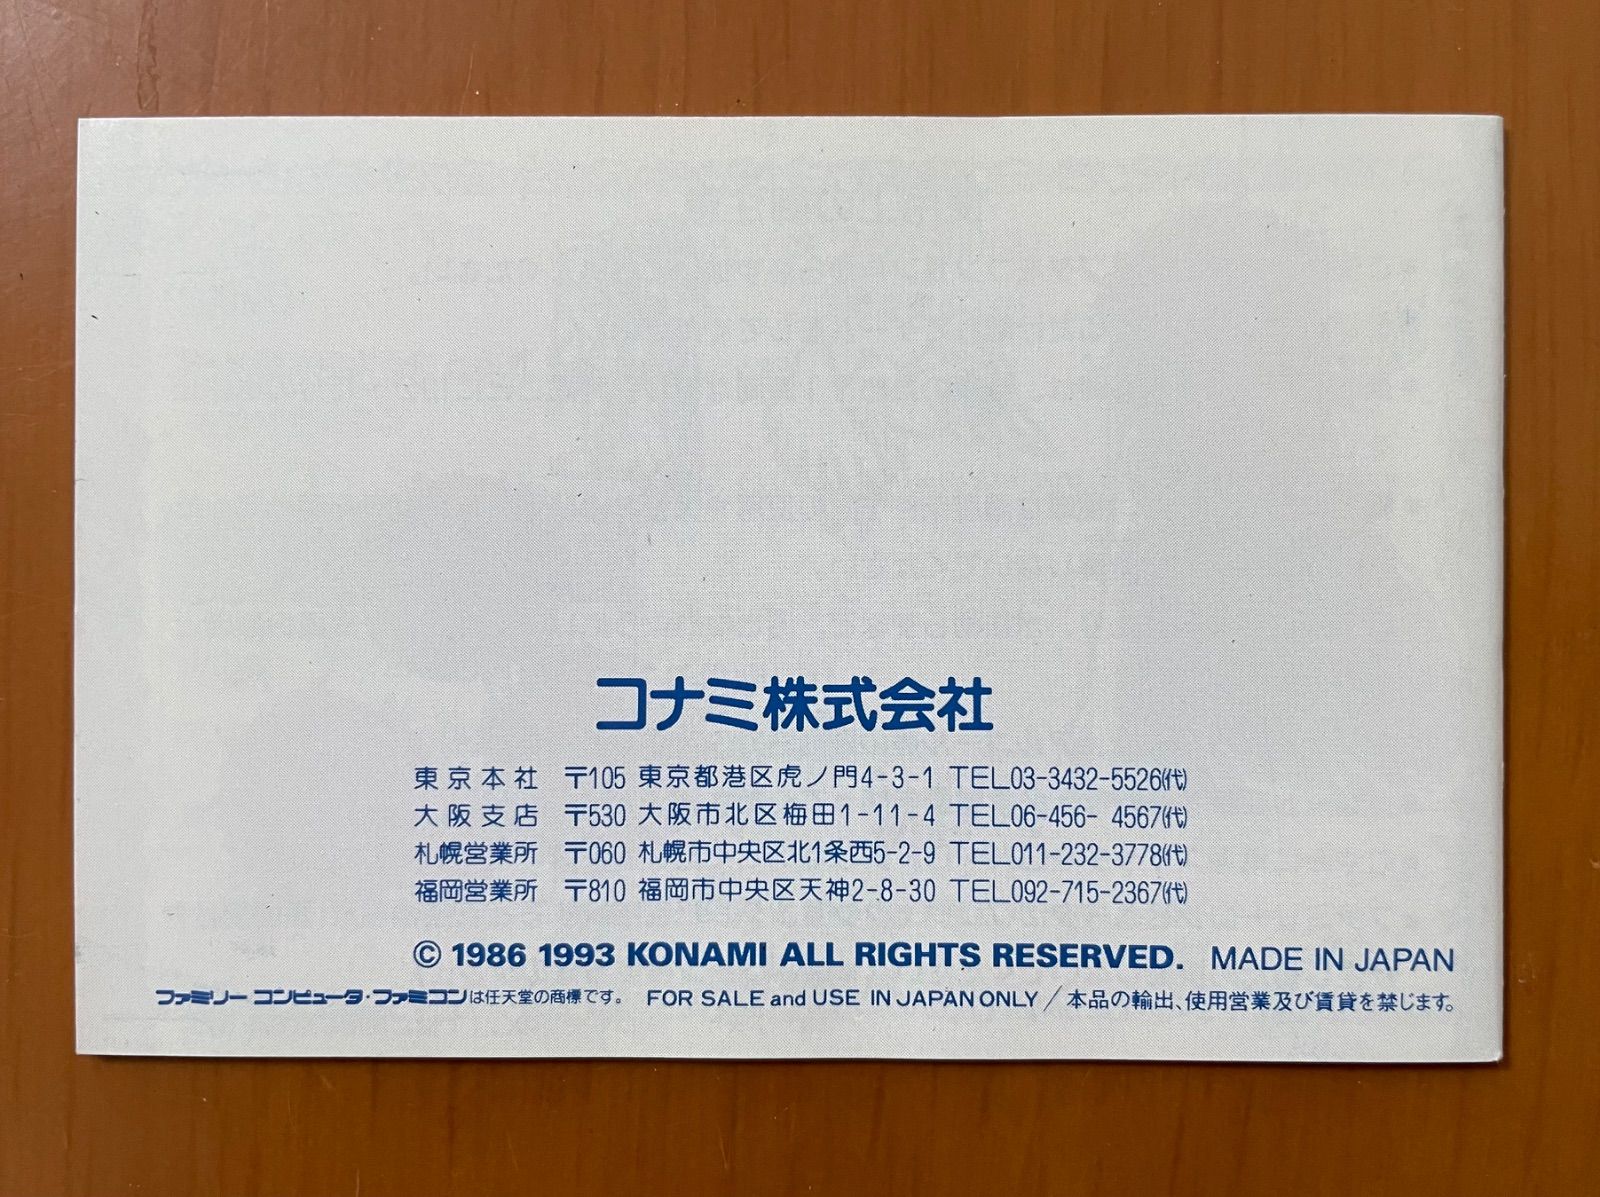 コナミ株式会社
東京本社 〒105 東京都港区虎ノ門4-3-1 TEL03-3432-5526(代)
大阪支店 〒530 大阪市北区梅田1-11-4 TEL06-456- 4567(代)
札幌営業所 〒060 札幌市中央区北1条西5-2-9 TEL011-232-3778(代)
福岡営業所 〒810 福岡市中央区天神2-8-30 TEL092-715-2367(代)
© 1986 1993 KONAMI ALL RIGHTS RESERVED. MADE IN JAPAN
ファミリー コンピュータ・ファミコンは任天堂の商標です。 FOR SALE and USE IN JAPAN ONLY／本品の輸出、使用営業及び賃貸を禁じます。